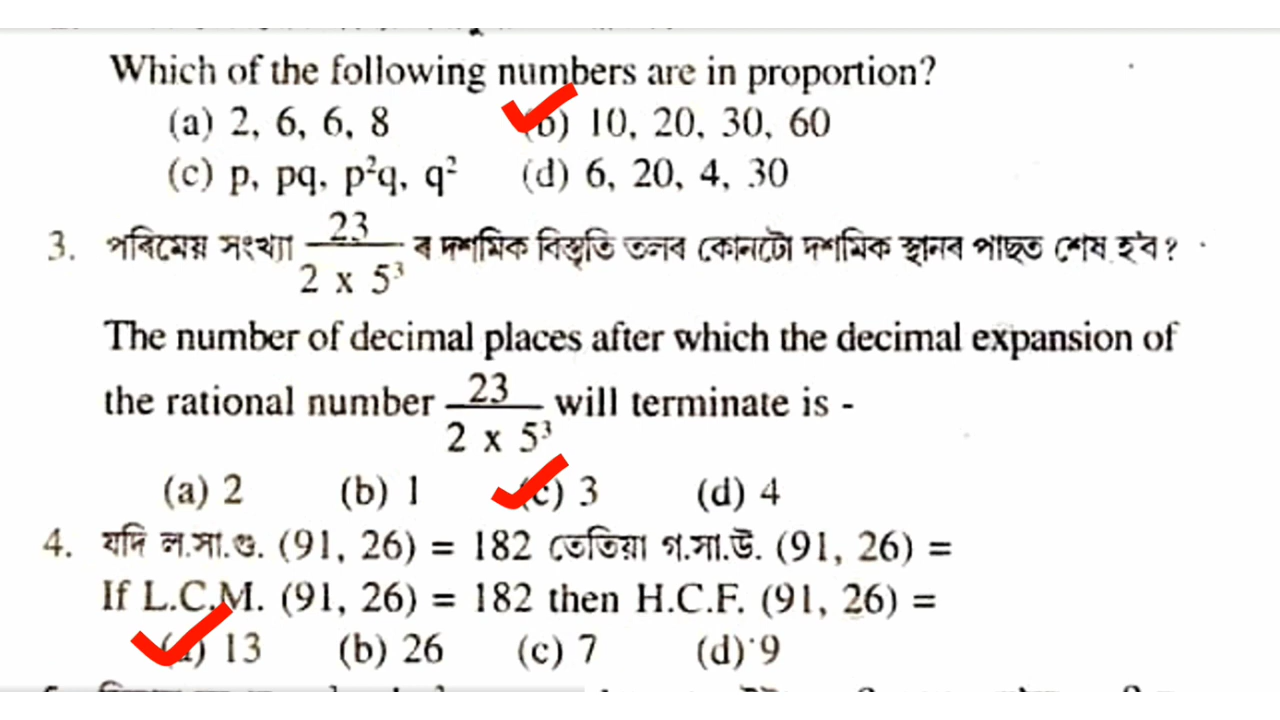 Which of the following numbers are in proportion?
(a) 2, 6, 6, 8 (b) 10, 20, 30, 60
(c) p, pq, p²q, q² (d) 6, 20, 4, 30
3. পৰিমেয় সংখ্যা 23 / 2 x 5³ ৰ দশমিক বিস্তৃতি তলৰ কোনটো দশমিক স্থানৰ পাছত শেষ হ'ব ?
The number of decimal places after which the decimal expansion of
the rational number 23 / 2 x 5³ will terminate is -
(a) 2 (b) 1 (c) 3 (d) 4
4. যদি ল.সা.গু. (91, 26) = 182 তেতিয়া গ.সা.উ. (91, 26) =
If L.C.M. (91, 26) = 182 then H.C.F. (91, 26) =
(a) 13 (b) 26 (c) 7 (d) 9